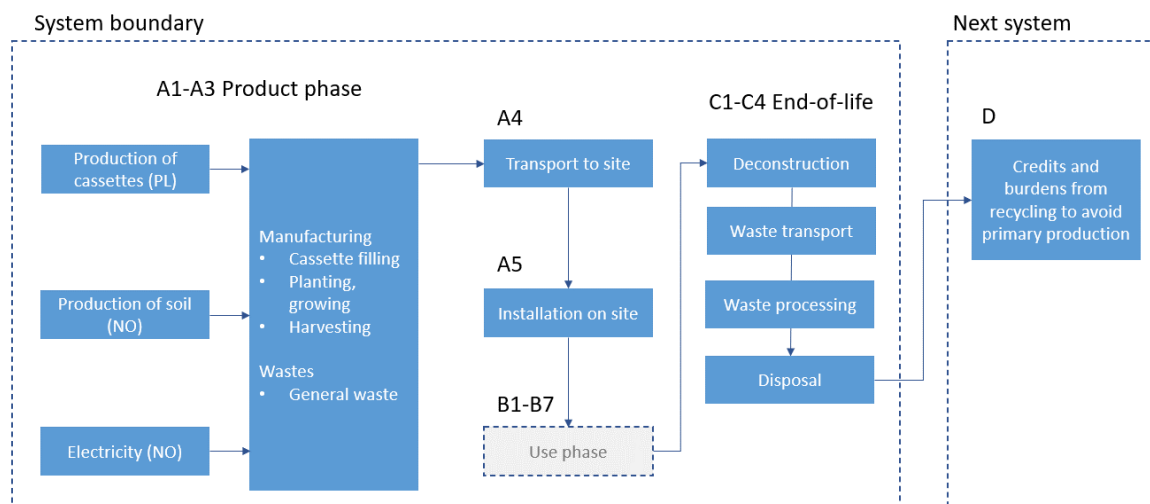 System boundary
Next system
A1-A3 Product phase
Production of
cassettes (PL)
Production of soil
(NO)
Electricity (NO)
Manufacturing
• Cassette filling
• Planting,
growing
• Harvesting
Wastes
• General waste
A4
Transport to site
A5
Installation on site
B1-B7
Use phase
C1-C4 End-of-life
Deconstruction
Waste transport
Waste processing
Disposal
D
Credits and
burdens from
recycling to avoid
primary production